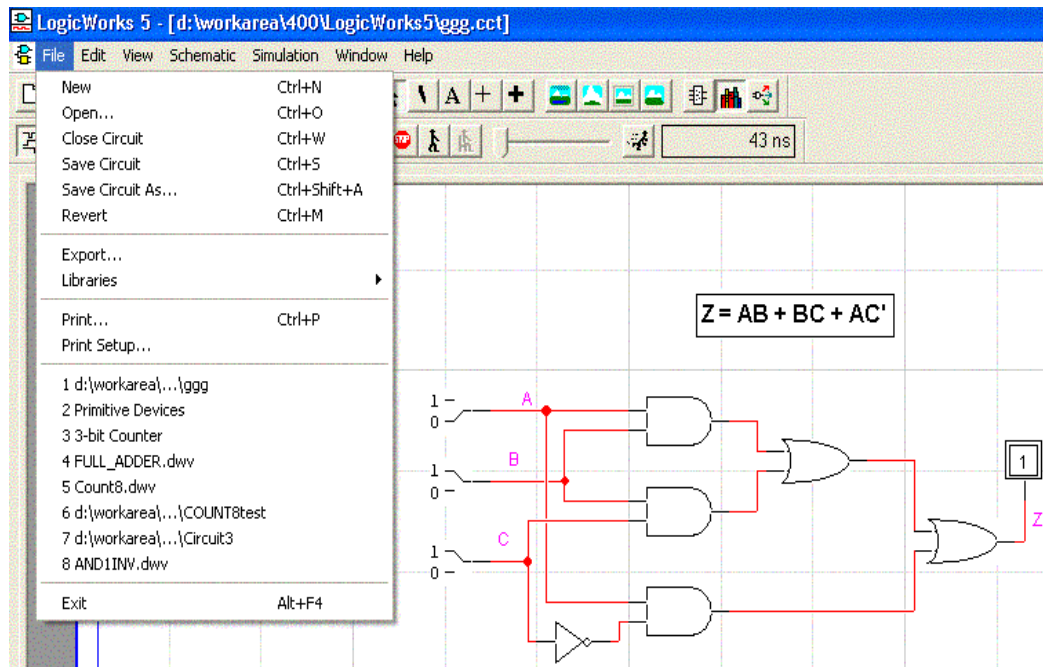 LogicWorks 5 - [d:\workarea\400\LogicWorks5\ggg.cct]
File Edit View Schematic Simulation Window Help
New Ctrl+N
Open... Ctrl+O
Close Circuit Ctrl+W
Save Circuit Ctrl+S
Save Circuit As... Ctrl+Shift+A
Revert Ctrl+M
Export...
Libraries
Print... Ctrl+P
Print Setup...
1 d:\workarea\...\ggg
2 Primitive Devices
3 3-bit Counter
4 FULL_ADDER.dwv
5 Count8.dwv
6 d:\workarea\...\COUNT8test
7 d:\workarea\...\Circuit3
8 AND1INV.dwv
Exit Alt+F4
A
STOP
43 ns
Z = AB + BC + AC'
1
0
A
1
0
B
1
0
C
1
Z